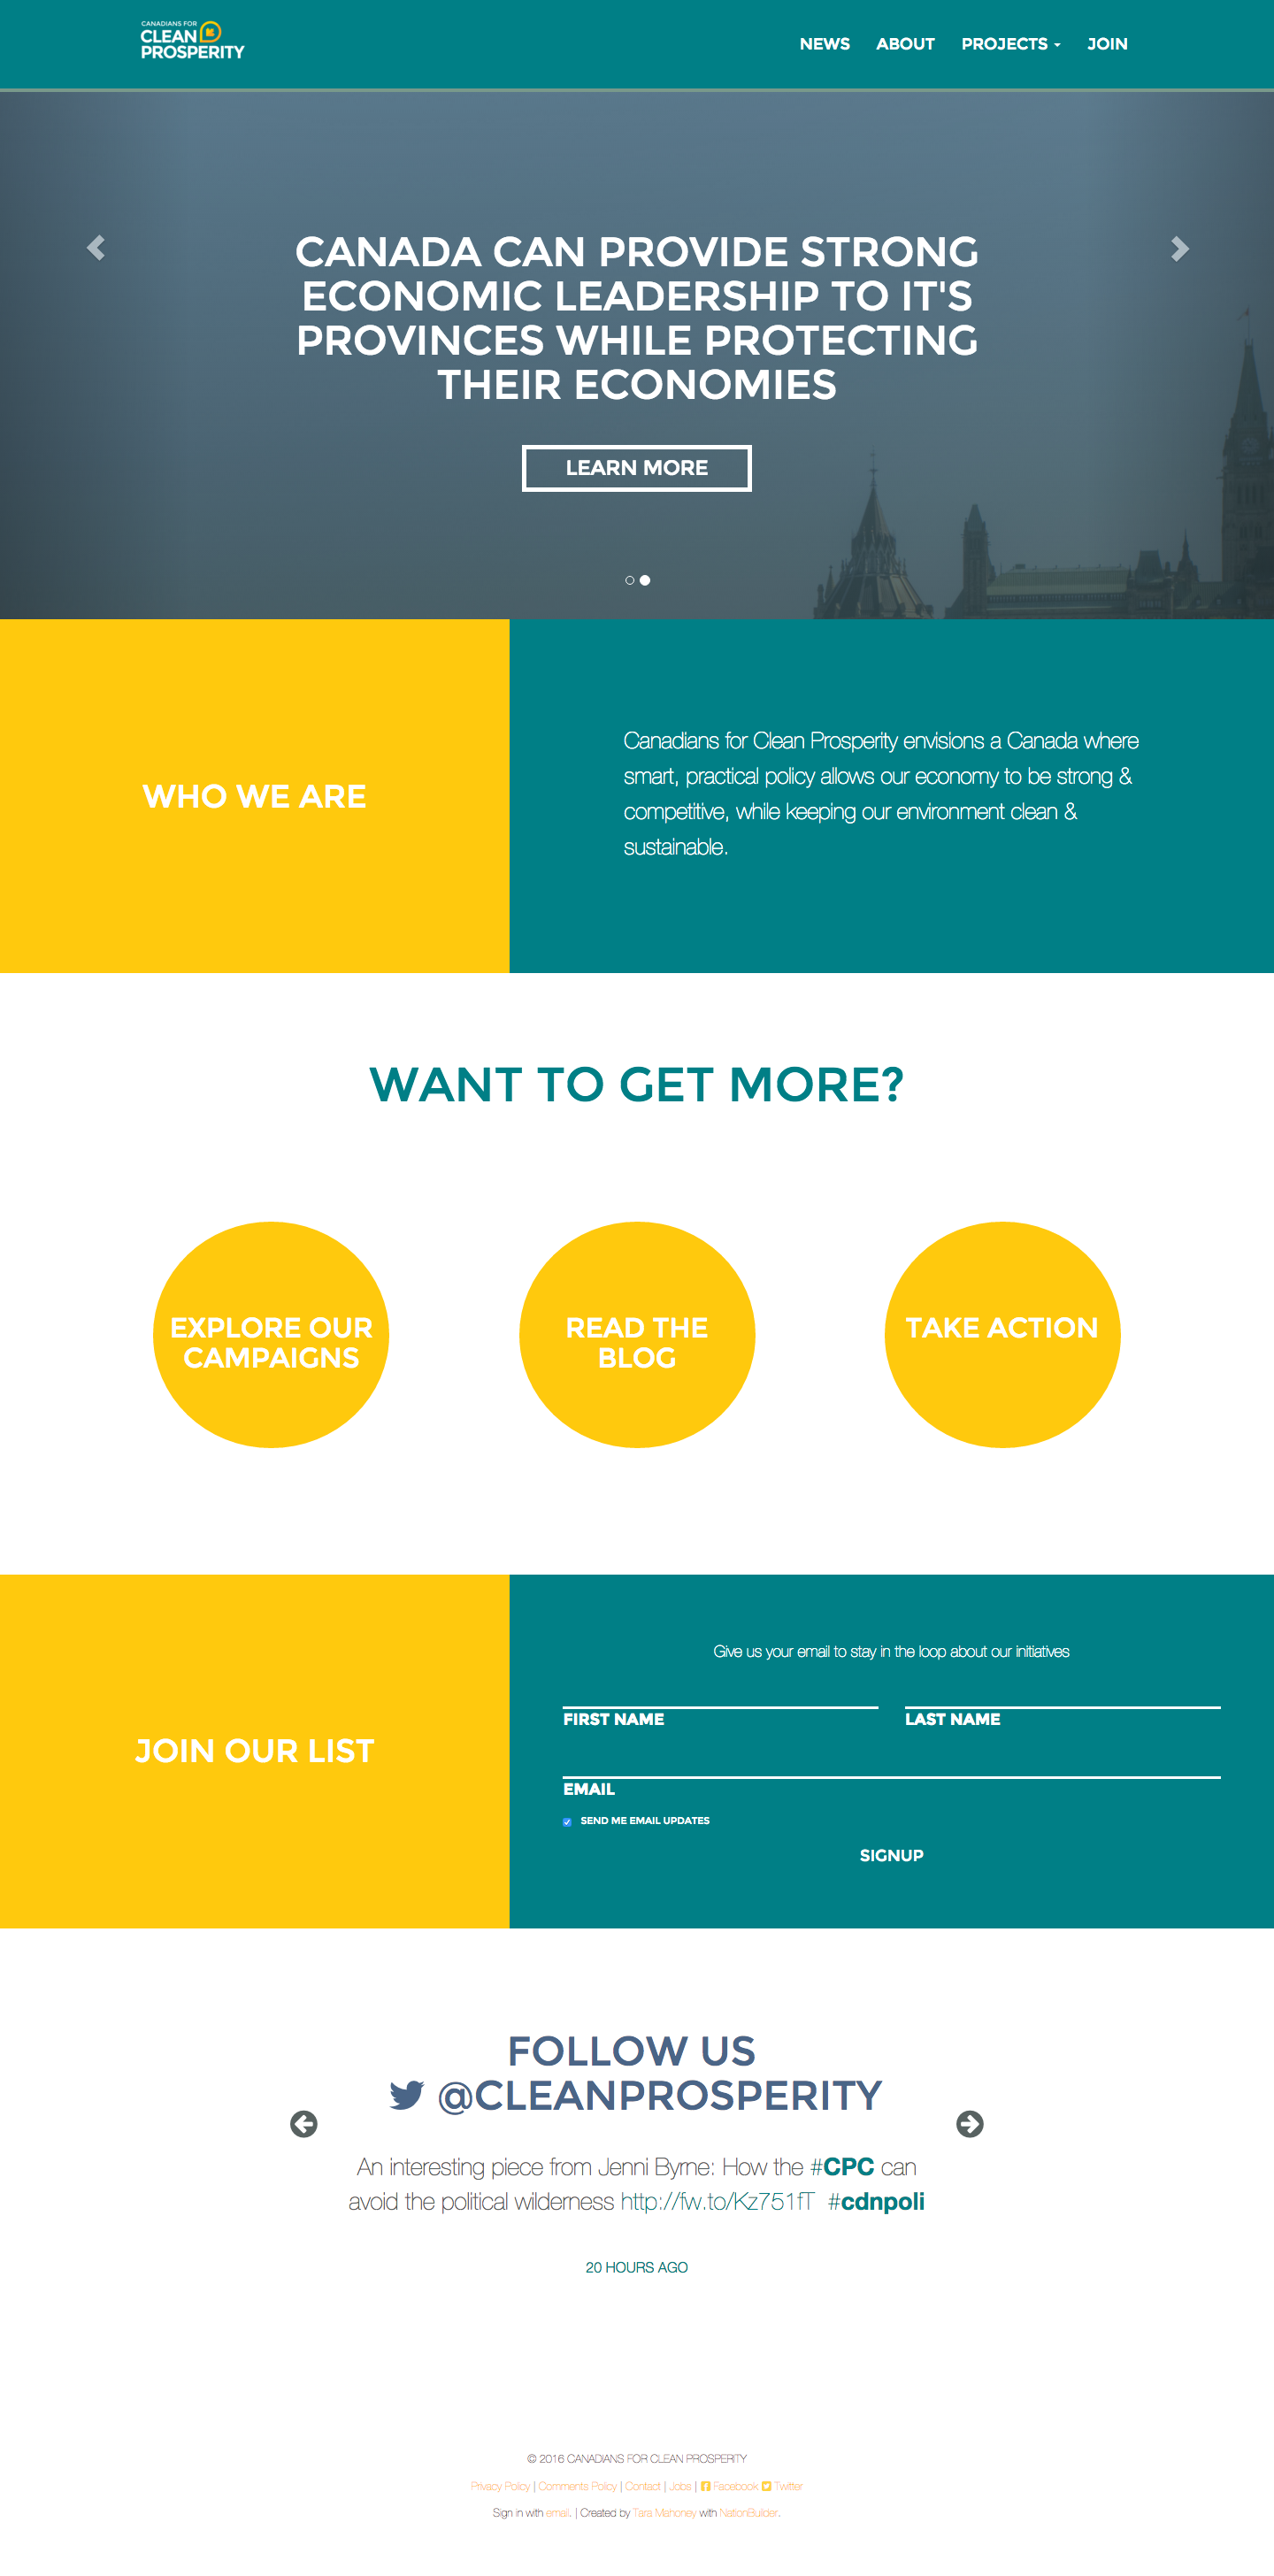 CANADIANS FOR
CLEAN
PROSPERITY
NEWS ABOUT PROJECTS JOIN
CANADA CAN PROVIDE STRONG
ECONOMIC LEADERSHIP TO IT'S
PROVINCES WHILE PROTECTING
THEIR ECONOMIES
LEARN MORE
WHO WE ARE
Canadians for Clean Prosperity envisions a Canada where
smart, practical policy allows our economy to be strong &
competitive, while keeping our environment clean &
sustainable.
WANT TO GET MORE?
EXPLORE OUR
CAMPAIGNS
READ THE
BLOG
TAKE ACTION
JOIN OUR LIST
Give us your email to stay in the loop about our initiatives
FIRST NAME LAST NAME
EMAIL
SEND ME EMAIL UPDATES
SIGNUP
FOLLOW US
@CLEANPROSPERITY
An interesting piece from Jenni Byrne: How the #CPC can
avoid the political wilderness http://fw.to/Kz751fT #cdnpoli
20 HOURS AGO
© 2016 CANADIANS FOR CLEAN PROSPERITY
Privacy Policy | Comments Policy | Contact | Jobs | Facebook Twitter
Sign in with email. | Created by Tara Mahoney with NationBuilder.